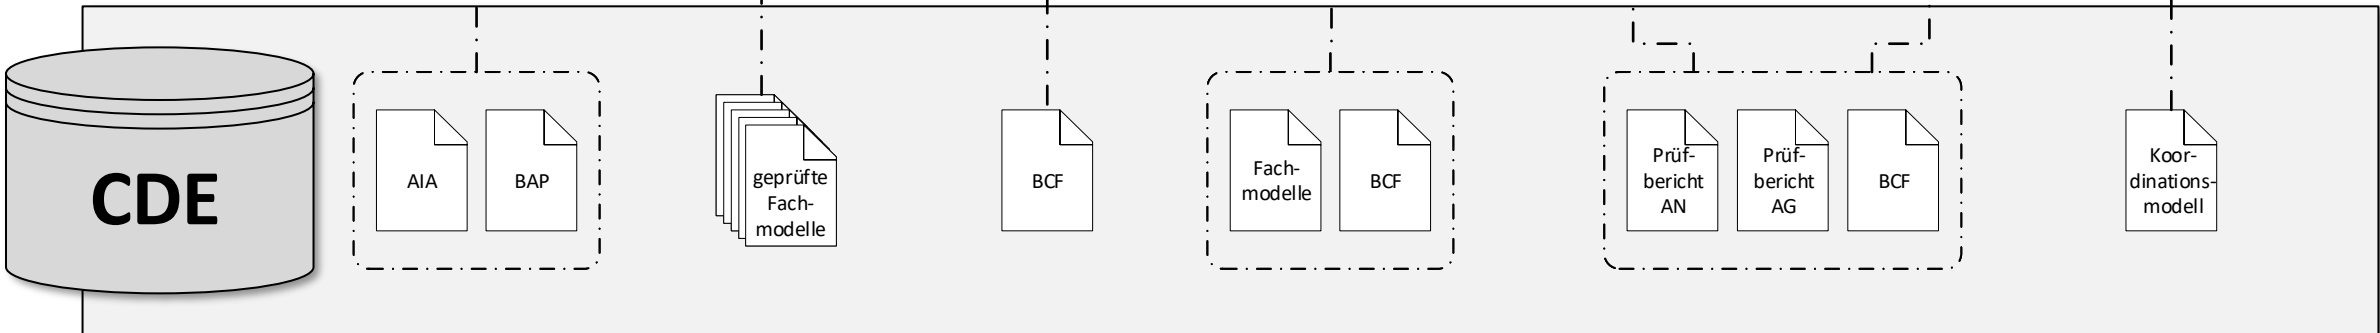 CDE
AIA
BAP
geprüfte
Fach-
modelle
BCF
Fach-
modelle
BCF
Prüf-
bericht
AN
Prüf-
bericht
AG
BCF
Koor-
dinations-
modell